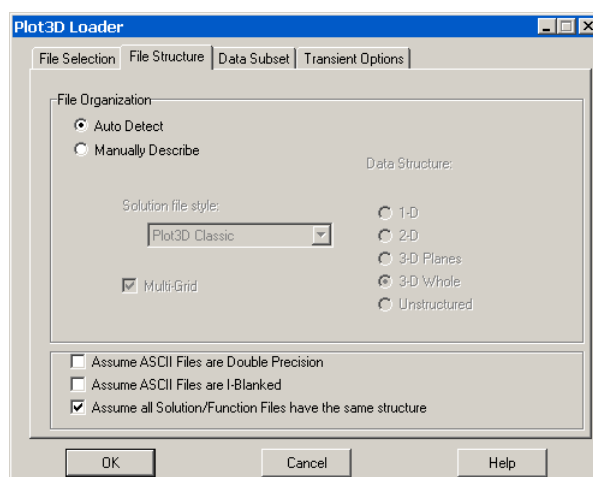 Plot3D Loader
File Selection File Structure Data Subset Transient Options
File Organization
Auto Detect
Manually Describe
Data Structure:
Solution file style:
Plot3D Classic
Multi-Grid
1-D
2-D
3-D Planes
3-D Whole
Unstructured
Assume ASCII Files are Double Precision
Assume ASCII Files are I-Blanked
Assume all Solution/Function Files have the same structure
OK Cancel Help